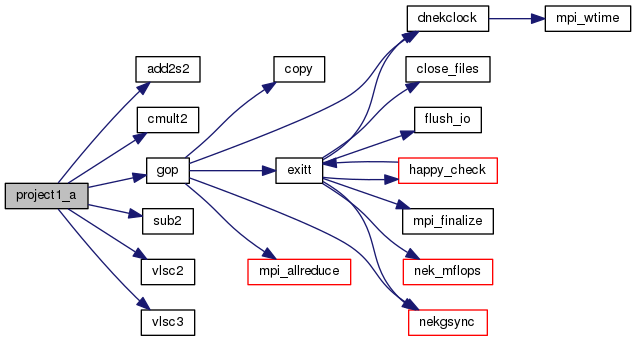 project1_a
add2s2
cmult2
gop
sub2
vlsc2
vlsc3
copy
exitt
mpi_allreduce
dnekclock
close_files
flush_io
happy_check
mpi_finalize
nek_mflops
nekgsync
mpi_wtime